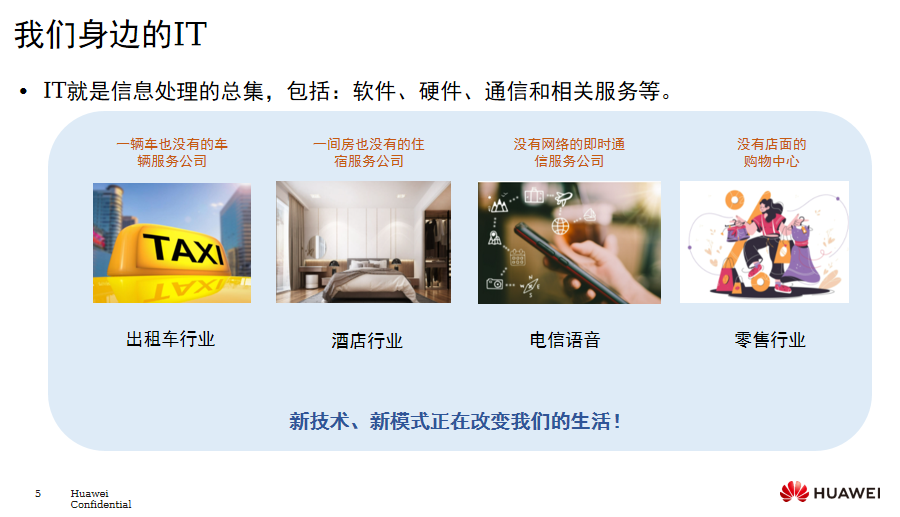 我们身边的IT
• IT就是信息处理的总集，包括：软件、硬件、通信和相关服务等。
一辆车也没有的车
辆服务公司
一间房也没有的住
宿服务公司
没有网络的即时通
信服务公司
没有店面的
购物中心
TAXI
TAXI
N
S
出租车行业
酒店行业
电信语音
零售行业
新技术、新模式正在改变我们的生活！
5
Huawei
Confidential
HUAWEI